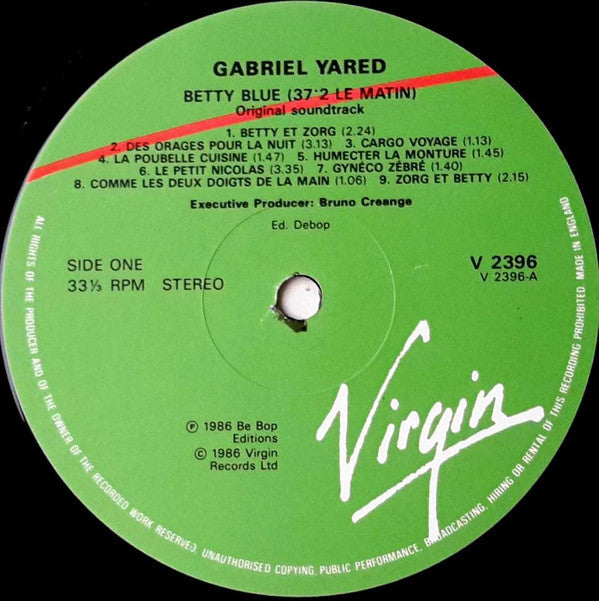 GABRIEL YARED
BETTY BLUE (37°2 LE MATIN)
Original soundtrack
1. BETTY ET ZORG (2.24)
2. DES ORAGES POUR LA NUIT (3.13) 3. CARGO VOYAGE (1.13)
4. LA POUBELLE CUISINE (1.47) 5. HUMECTER LA MONTURE (1.45)
6. LE PETIT NICOLAS (3.35) 7. GYNÉCO ZÉBRÉ (1.40)
8. COMME LES DEUX DOIGTS DE LA MAIN (1.06) 9. ZORG ET BETTY (2.15)
Executive Producer: Bruno Creange
Ed. Debop
SIDE ONE
33⅓ RPM STEREO
V 2396
V 2396-A
Virgin
℗ 1986 Be Bop
Editions
© 1986 Virgin
Records Ltd
ALL RIGHTS OF THE PRODUCER AND OF THE OWNER OF THE RECORDED WORK RESERVED. UNAUTHORISED COPYING, PUBLIC PERFORMANCE, BROADCASTING, HIRING OR RENTAL OF THIS RECORDING PROHIBITED. MADE IN ENGLAND